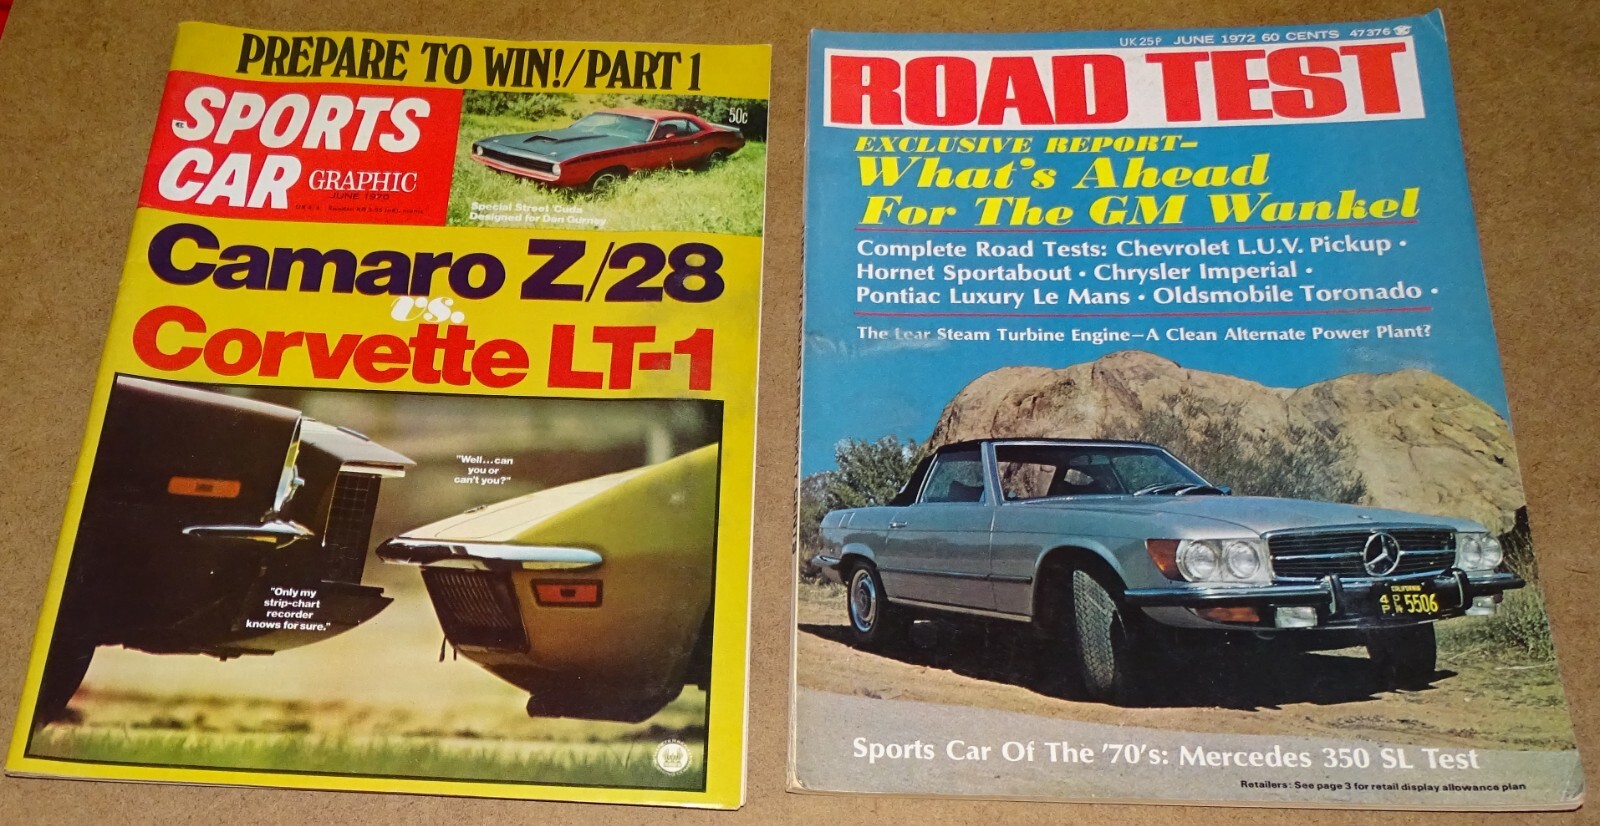 PREPARE TO WIN!/PART 1
SPORTS
CAR GRAPHIC
JUNE 1970
50c
Special Street 'Cuda
Designed for Dan Gurney
Camaro Z/28
vs.
Corvette LT-1
"Well...can
you or
can't you?"
"Only my
strip-chart
recorder
knows for sure."
UK 25P JUNE 1972 60 CENTS 47376
ROAD TEST
EXCLUSIVE REPORT–
What's Ahead
For The GM Wankel
Complete Road Tests: Chevrolet L.U.V. Pickup •
Hornet Sportabout • Chrysler Imperial •
Pontiac Luxury Le Mans • Oldsmobile Toronado •
The Lear Steam Turbine Engine—A Clean Alternate Power Plant?
CALIFORNIA
5506
Sports Car Of The '70's: Mercedes 350 SL Test
Retailers: See page 3 for retail display allowance plan